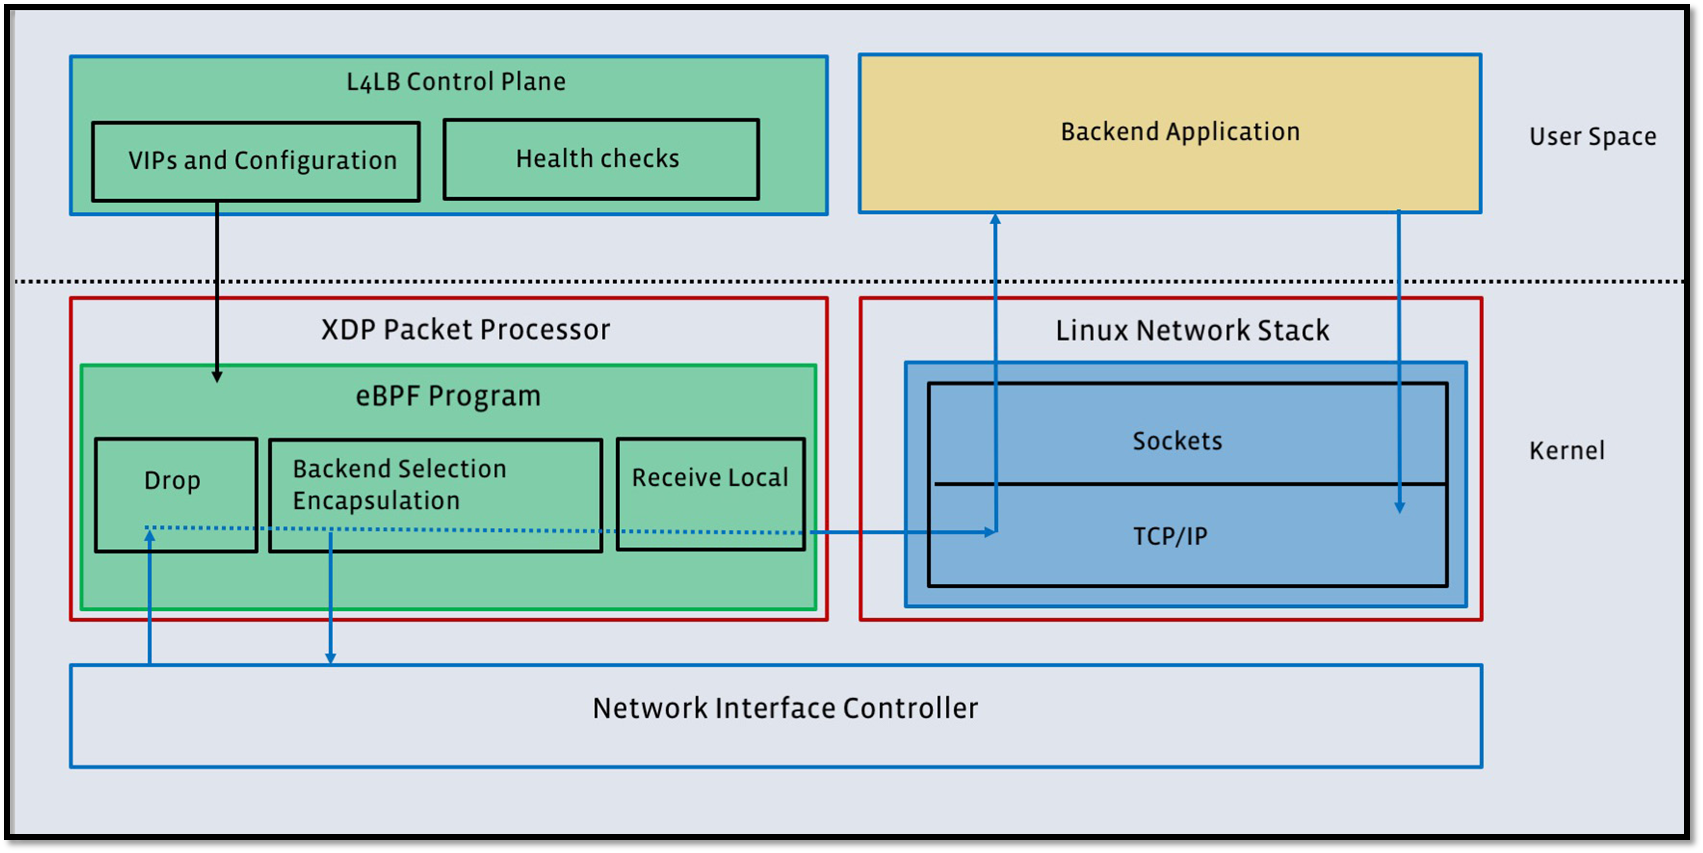 L4LB Control Plane
VIPs and Configuration
Health checks
Backend Application
User Space
XDP Packet Processor
eBPF Program
Drop
Backend Selection
Encapsulation
Receive Local
Linux Network Stack
Sockets
TCP/IP
Kernel
Network Interface Controller